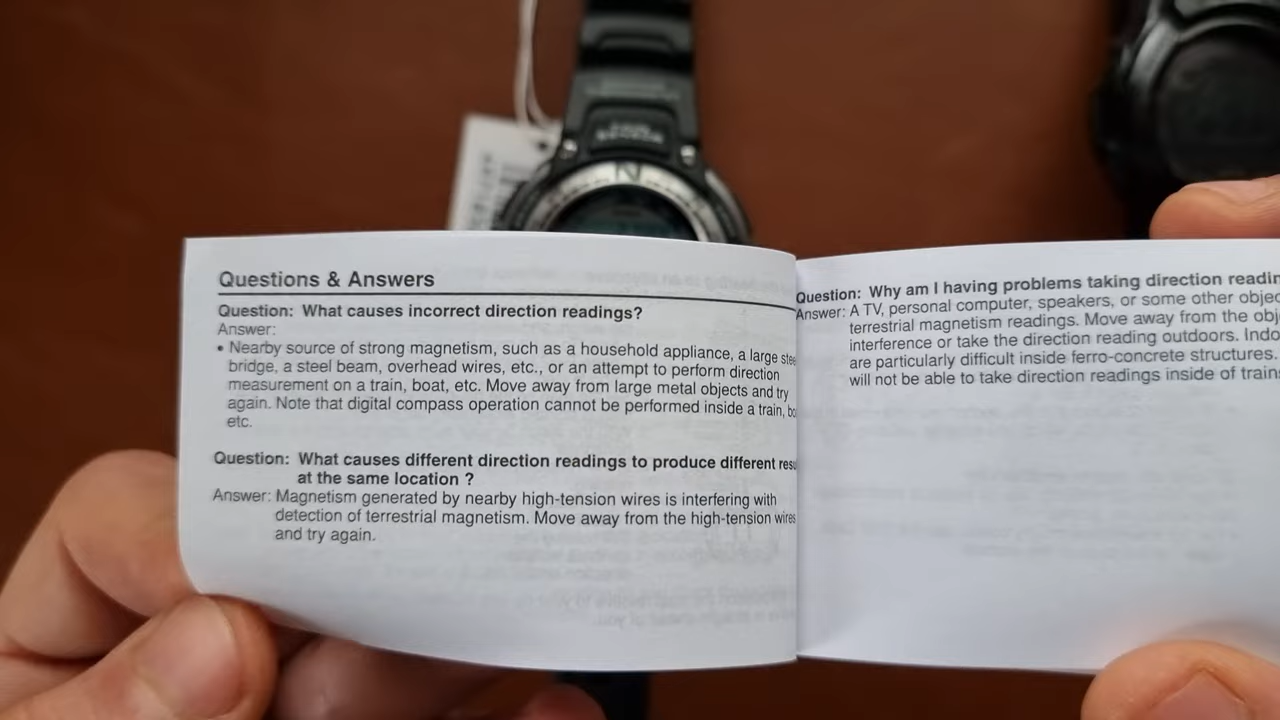 N
Questions & Answers
Question: What causes incorrect direction readings?
Answer:
• Nearby source of strong magnetism, such as a household appliance, a large
bridge, a steel beam, overhead wires, etc., or an attempt to perform direction
measurement on a train, boat, etc. Move away from large metal objects and try
again. Note that digital compass operation cannot be performed inside a train,
etc.
Question: What causes different direction readings to produce different
at the same location ?
Answer: Magnetism generated by nearby high-tension wires is interfering with
detection of terrestrial magnetism. Move away from the high-tension wires
and try again.
Question: Why am I having problems taking direction
Answer: A TV, personal computer, speakers, or some other
terrestrial magnetism readings. Move away from the
interference or take the direction reading outdoors.
are particularly difficult inside ferro-concrete structures.
will not be able to take direction readings inside of